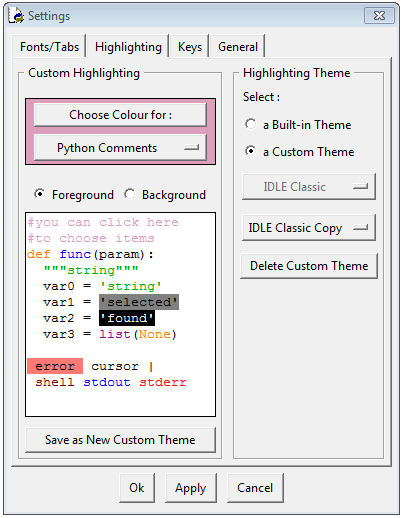 Settings
Fonts/Tabs Highlighting Keys General
Custom Highlighting
Choose Colour for :
Python Comments
Foreground Background
#you can click here
#to choose items
def func(param):
  """string"""
  var0 = 'string'
  var1 = 'selected'
  var2 = 'found'
  var3 = list(None)
error cursor |
shell stdout stderr
Save as New Custom Theme
Highlighting Theme
Select :
a Built-in Theme
a Custom Theme
IDLE Classic
IDLE Classic Copy
Delete Custom Theme
Ok Apply Cancel